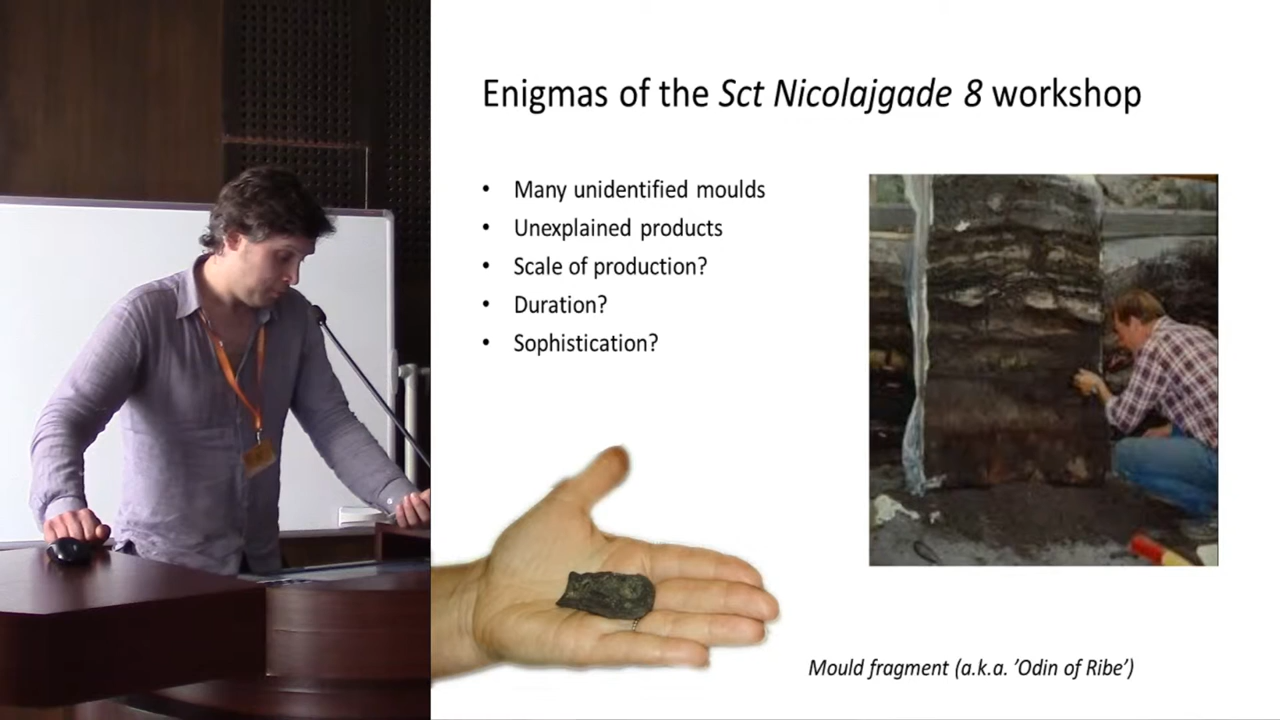 Enigmas of the Sct Nicolajgade 8 workshop
• Many unidentified moulds
• Unexplained products
• Scale of production?
• Duration?
• Sophistication?
Mould fragment (a.k.a. ’Odin of Ribe’)